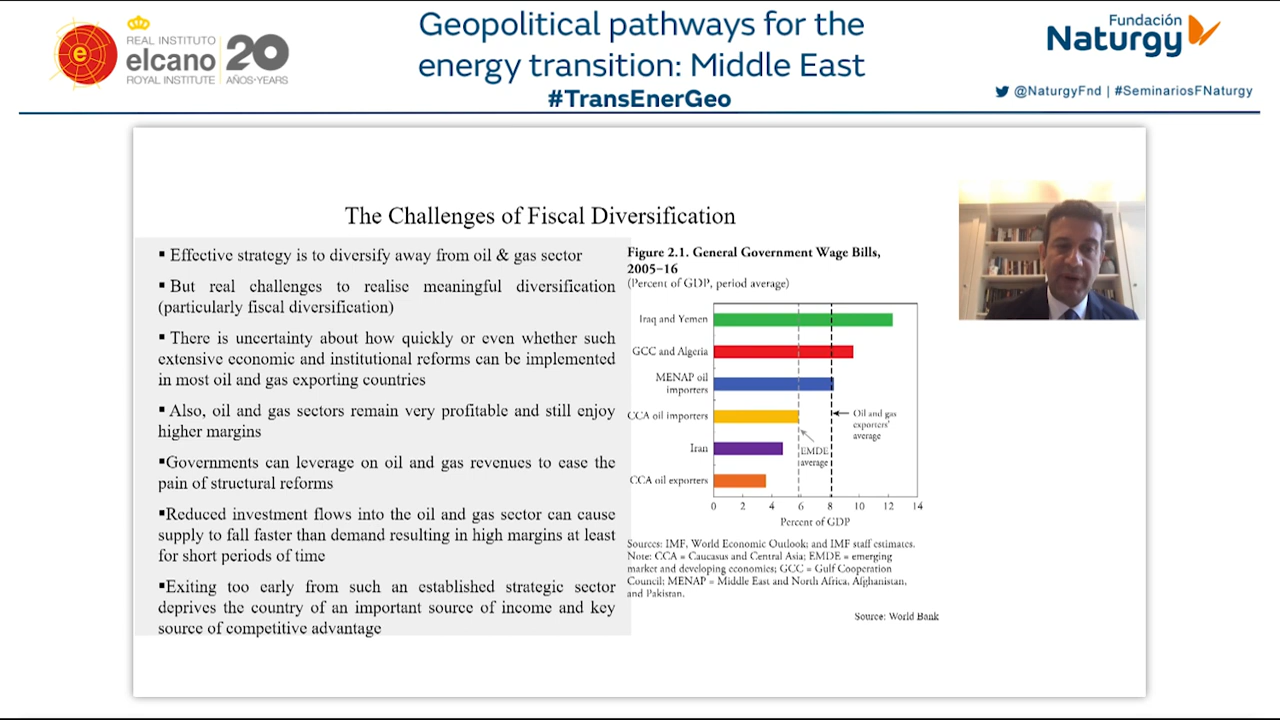 REAL INSTITUTO
elcano
ROYAL INSTITUTE
20
AÑOS-YEARS
Geopolitical pathways for the
energy transition: Middle East
#TransEnerGeo
Fundación
Naturgy
@NaturgyFnd | #SeminariosFNaturgy
The Challenges of Fiscal Diversification
▪ Effective strategy is to diversify away from oil & gas sector
▪ But real challenges to realise meaningful diversification
(particularly fiscal diversification)
▪ There is uncertainty about how quickly or even whether such
extensive economic and institutional reforms can be implemented
in most oil and gas exporting countries
▪ Also, oil and gas sectors remain very profitable and still enjoy
higher margins
▪Governments can leverage on oil and gas revenues to ease the
pain of structural reforms
▪Reduced investment flows into the oil and gas sector can cause
supply to fall faster than demand resulting in high margins at least
for short periods of time
▪Exiting too early from such an established strategic sector
deprives the country of an important source of income and key
source of competitive advantage
Figure 2.1. General Government Wage Bills,
2005–16
(Percent of GDP, period average)
Iraq and Yemen
GCC and Algeria
MENAP oil
importers
CCA oil importers
Iran
CCA oil exporters
Oil and gas
exporters'
average
EMDE
average
0 2 4 6 8 10 12 14
Percent of GDP
Sources: IMF, World Economic Outlook; and IMF staff estimates.
Note: CCA = Caucasus and Central Asia; EMDE = emerging
market and developing economics; GCC = Gulf Cooperation
Council; MENAP = Middle East and North Africa, Afghanistan,
and Pakistan.
Source: World Bank